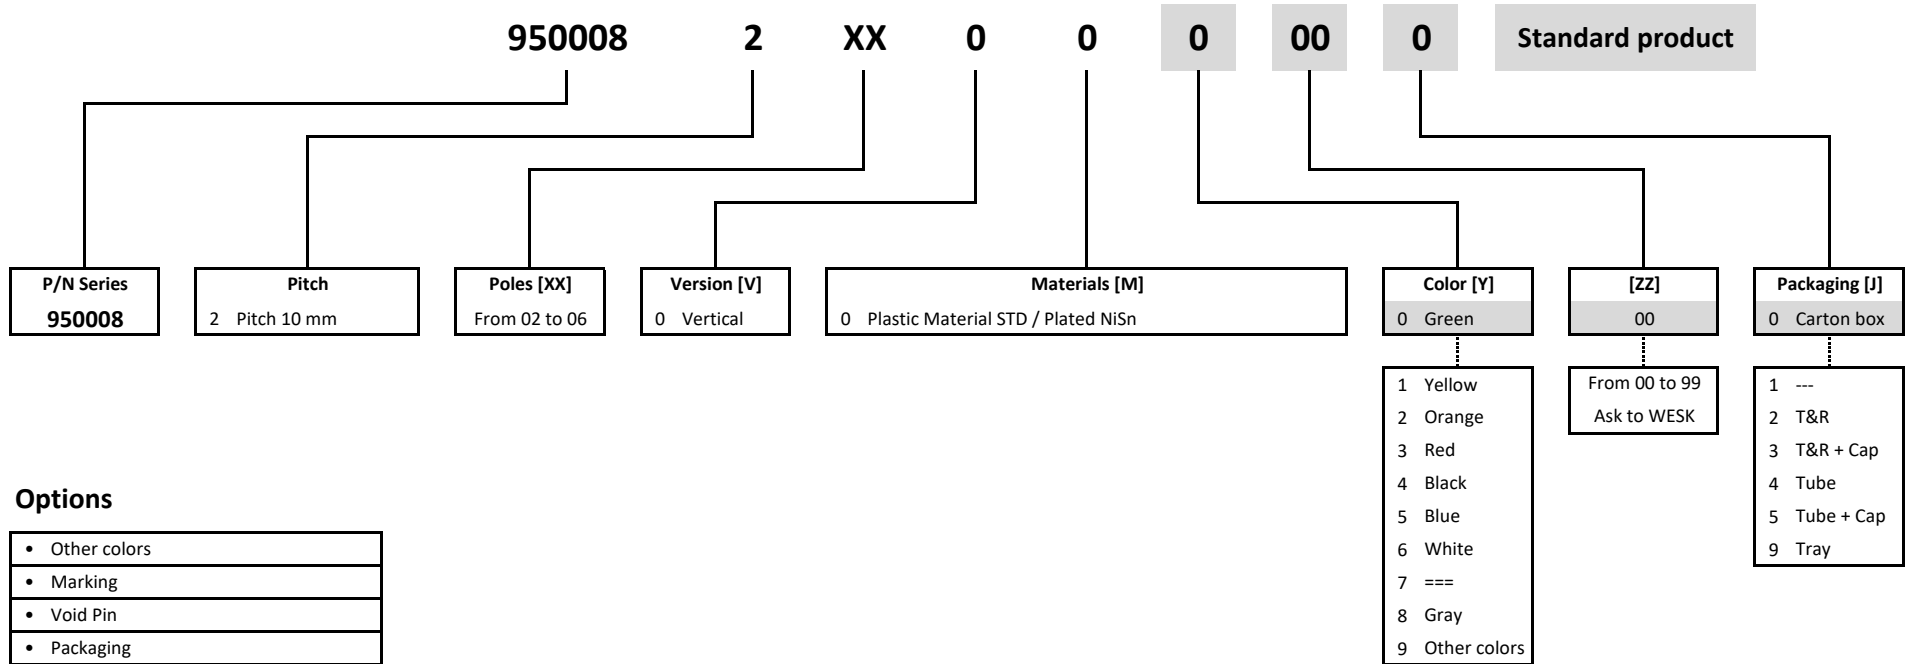 950008 2 XX 0 0 0 00 0 Standard product
P/N Series
950008
Pitch
2 Pitch 10 mm
Poles [XX]
From 02 to 06
Version [V]
0 Vertical
Materials [M]
0 Plastic Material STD / Plated NiSn
Color [Y]
0 Green
1 Yellow
2 Orange
3 Red
4 Black
5 Blue
6 White
7 ===
8 Gray
9 Other colors
[ZZ]
00
From 00 to 99
Ask to WESK
Packaging [J]
0 Carton box
1 ---
2 T&R
3 T&R + Cap
4 Tube
5 Tube + Cap
9 Tray
Options
• Other colors
• Marking
• Void Pin
• Packaging